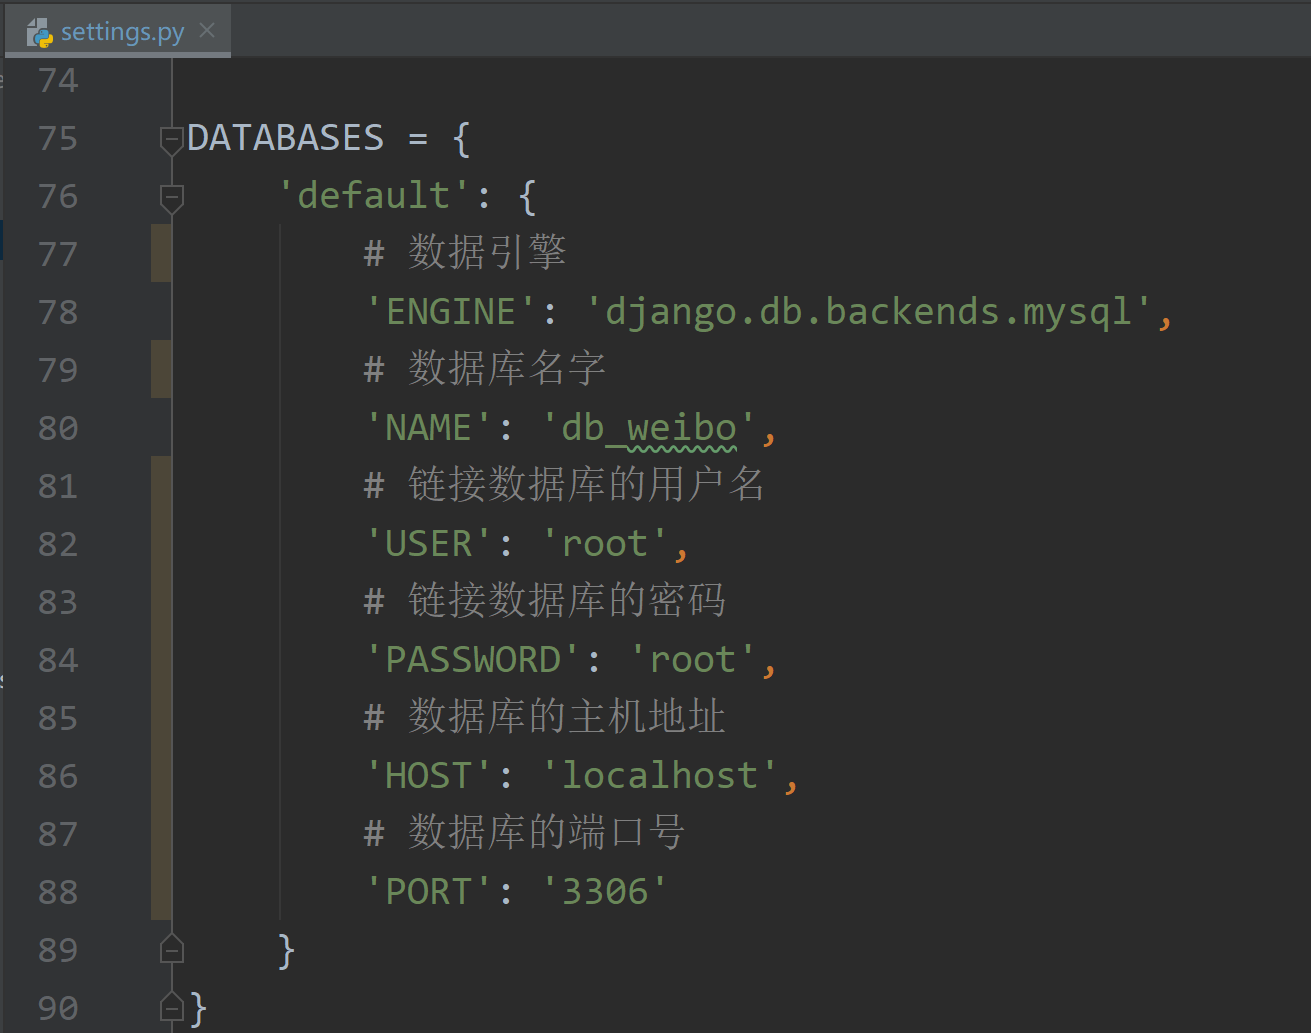 settings.py
74
75 DATABASES = {
76     'default': {
77         # 数据引擎
78         'ENGINE': 'django.db.backends.mysql',
79         # 数据库名字
80         'NAME': 'db_weibo',
81         # 链接数据库的用户名
82         'USER': 'root',
83         # 链接数据库的密码
84         'PASSWORD': 'root',
85         # 数据库的主机地址
86         'HOST': 'localhost',
87         # 数据库的端口号
88         'PORT': '3306'
89     }
90 }